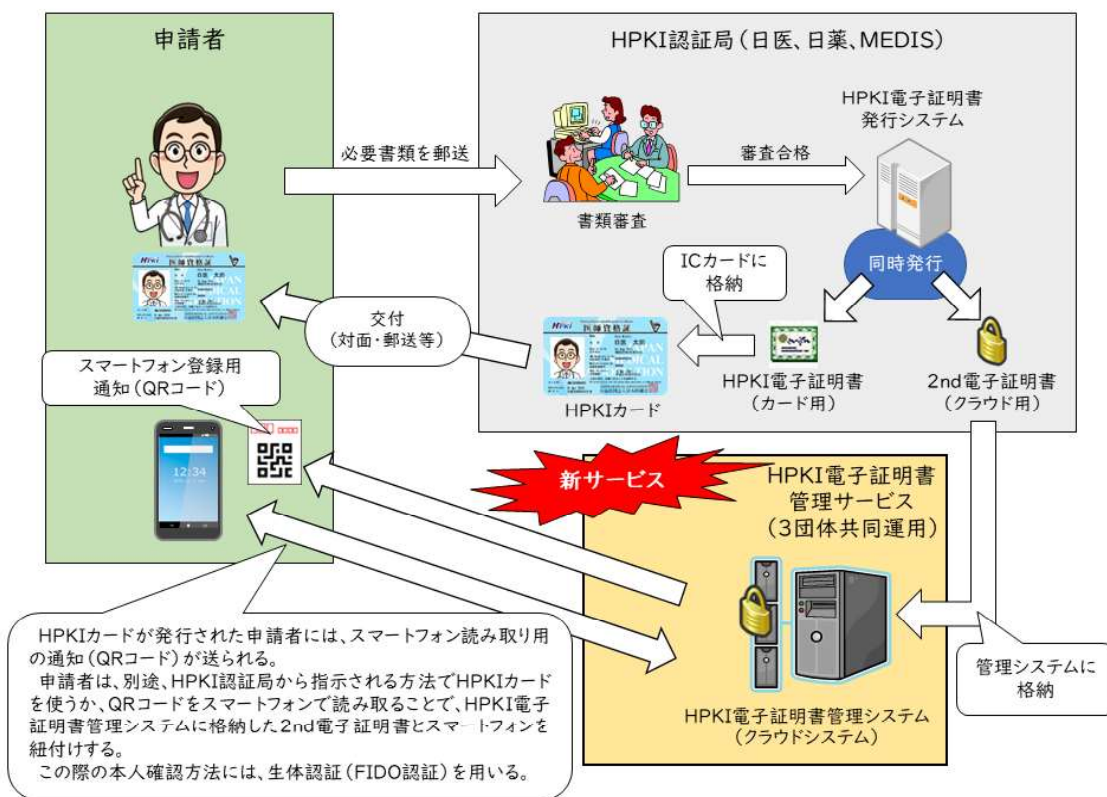 申請者
HPKI認証局(日医、日薬、MEDIS)
HPKI電子証明書
発行システム
必要書類を郵送
審査合格
書類審査
同時発行
ICカードに
格納
HPKI
医師資格証
交付
(対面・郵送等)
HPKI
医師資格証
HPKIカード
HPKI電子証明書
(カード用)
2nd電子証明書
(クラウド用)
スマートフォン登録用
通知(QRコード)
12:34
新サービス
HPKI電子証明書
管理サービス
(3団体共同運用)
HPKI電子証明書管理システム
(クラウドシステム)
管理システムに
格納
HPKIカードが発行された申請者には、スマートフォン読み取り用
の通知(QRコード)が送られる。
申請者は、別途、HPKI認証局から指示される方法でHPKIカード
を使うか、QRコードをスマートフォンで読み取ることで、HPKI電子
証明書管理システムに格納した2nd電子証明書とスマートフォンを
紐付けする。
この際の本人確認方法には、生体認証(FIDO認証)を用いる。